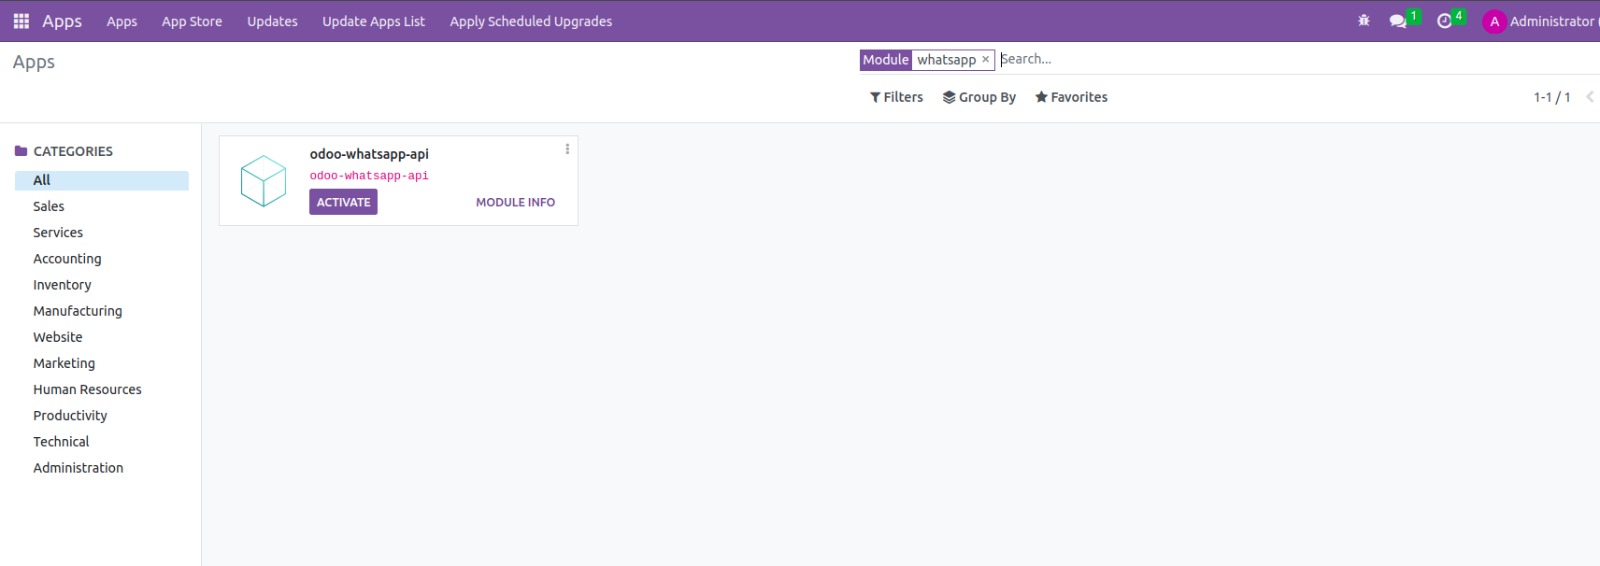 Apps Apps App Store Updates Update Apps List Apply Scheduled Upgrades 1 4 A Administrator (
Apps
Module whatsapp × Search...
Filters Group By Favorites 1-1 / 1
CATEGORIES
All
Sales
Services
Accounting
Inventory
Manufacturing
Website
Marketing
Human Resources
Productivity
Technical
Administration
odoo-whatsapp-api
odoo-whatsapp-api
ACTIVATE MODULE INFO